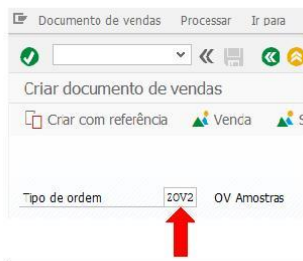 Documento de vendas Processar Ir para
Criar documento de vendas
Criar com referência Venda
Tipo de ordem ZOV2 OV Amostras